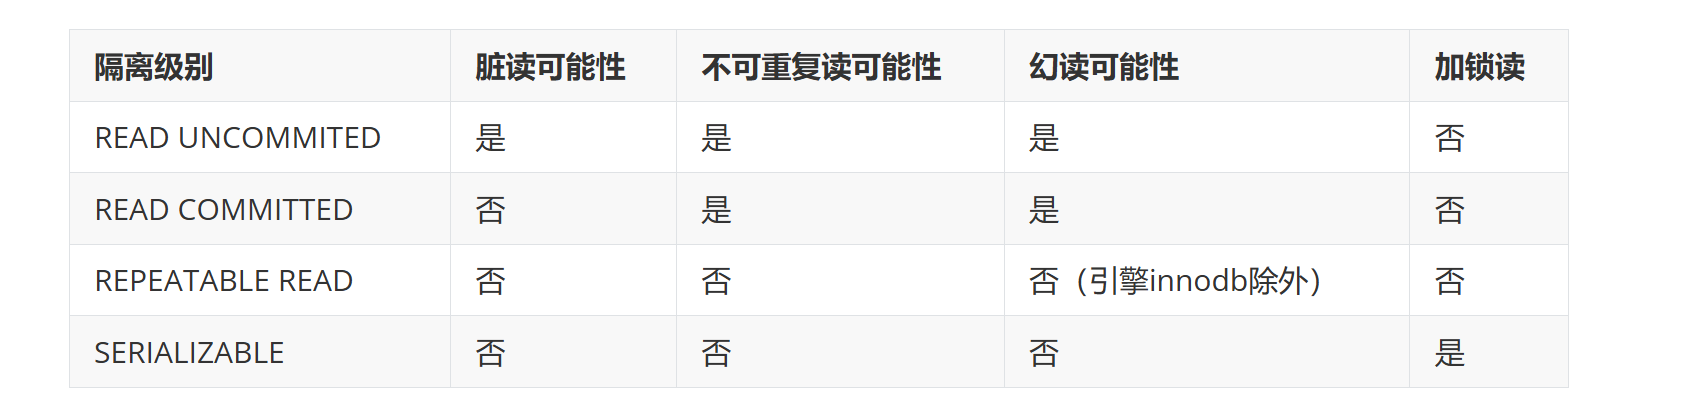 隔离级别 脏读可能性 不可重复读可能性 幻读可能性 加锁读
READ UNCOMMITED 是 是 是 否
READ COMMITTED 否 是 是 否
REPEATABLE READ 否 否 否（引擎innodb除外） 否
SERIALIZABLE 否 否 否 是